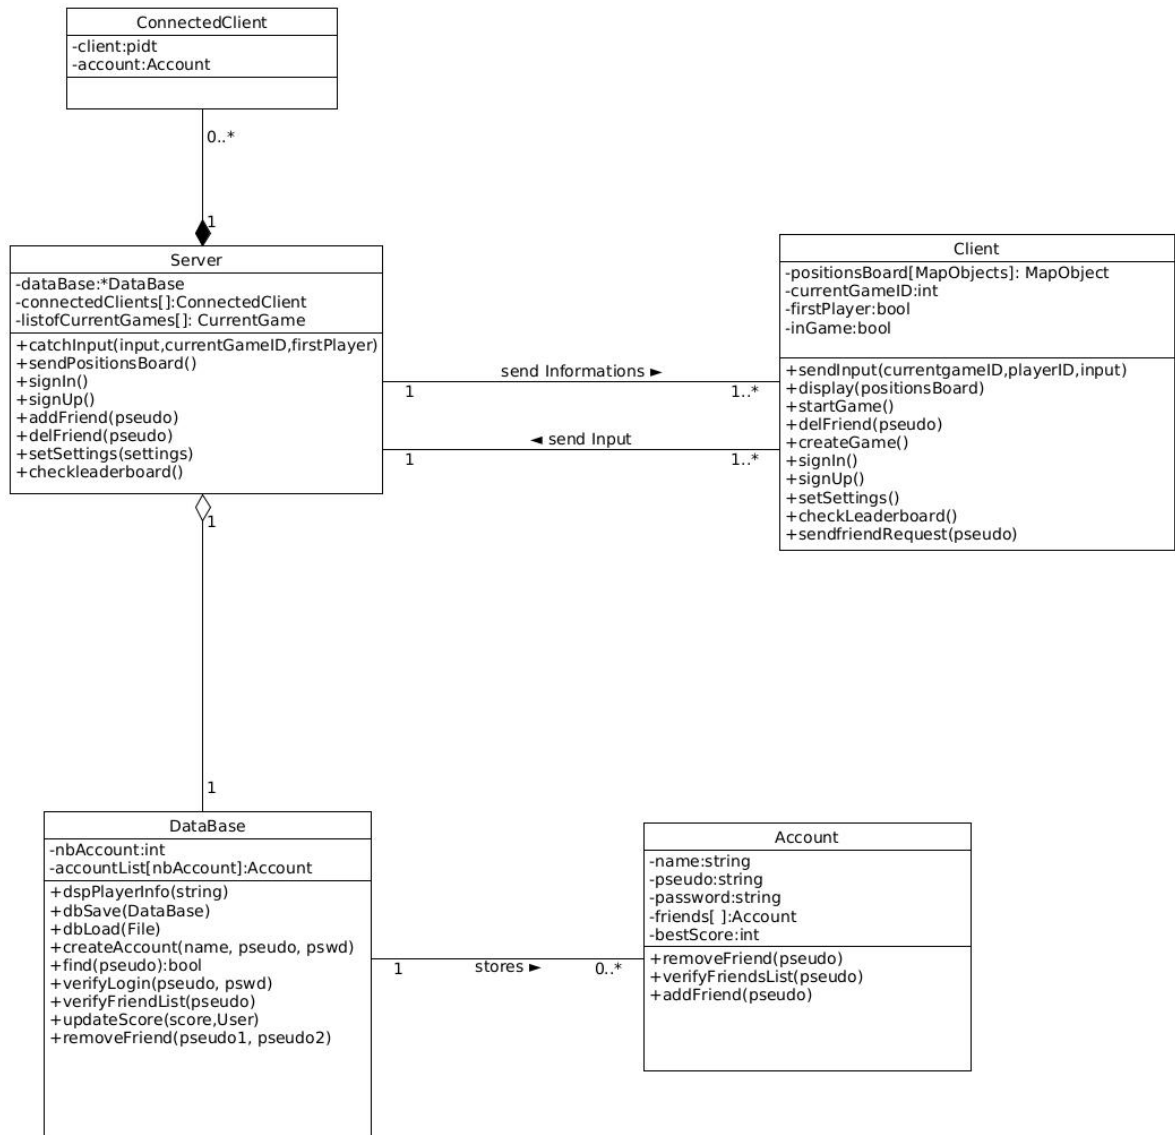 ConnectedClient
-client:pidt
-account:Account
0..*
1
Server
-dataBase:*DataBase
-connectedClients[]:ConnectedClient
-listofCurrentGames[]: CurrentGame
+catchInput(input,currentGameID,firstPlayer)
+sendPositionsBoard()
+signIn()
+signUp()
+addFriend(pseudo)
+delFriend(pseudo)
+setSettings(settings)
+checkleaderboard()
send Informations ►
1
1..*
◄ send Input
1
1..*
Client
-positionsBoard[MapObjects]: MapObject
-currentGameID:int
-firstPlayer:bool
-inGame:bool
+sendInput(currentgameID,playerID,input)
+display(positionsBoard)
+startGame()
+delFriend(pseudo)
+createGame()
+signIn()
+signUp()
+setSettings()
+checkLeaderboard()
+sendfriendRequest(pseudo)
1
1
DataBase
-nbAccount:int
-accountList[nbAccount]:Account
+dspPlayerInfo(string)
+dbSave(DataBase)
+dbLoad(File)
+createAccount(name, pseudo, pswd)
+find(pseudo):bool
+verifyLogin(pseudo, pswd)
+verifyFriendList(pseudo)
+updateScore(score,User)
+removeFriend(pseudo1, pseudo2)
1
stores ►
0..*
Account
-name:string
-pseudo:string
-password:string
-friends[ ]:Account
-bestScore:int
+removeFriend(pseudo)
+verifyFriendsList(pseudo)
+addFriend(pseudo)